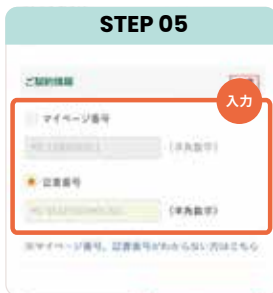 STEP 05
ご契約情報
入力
マイページ番号
(半角数字)
証書番号
(半角数字)
※マイページ番号、証書番号がわからない方はこちら